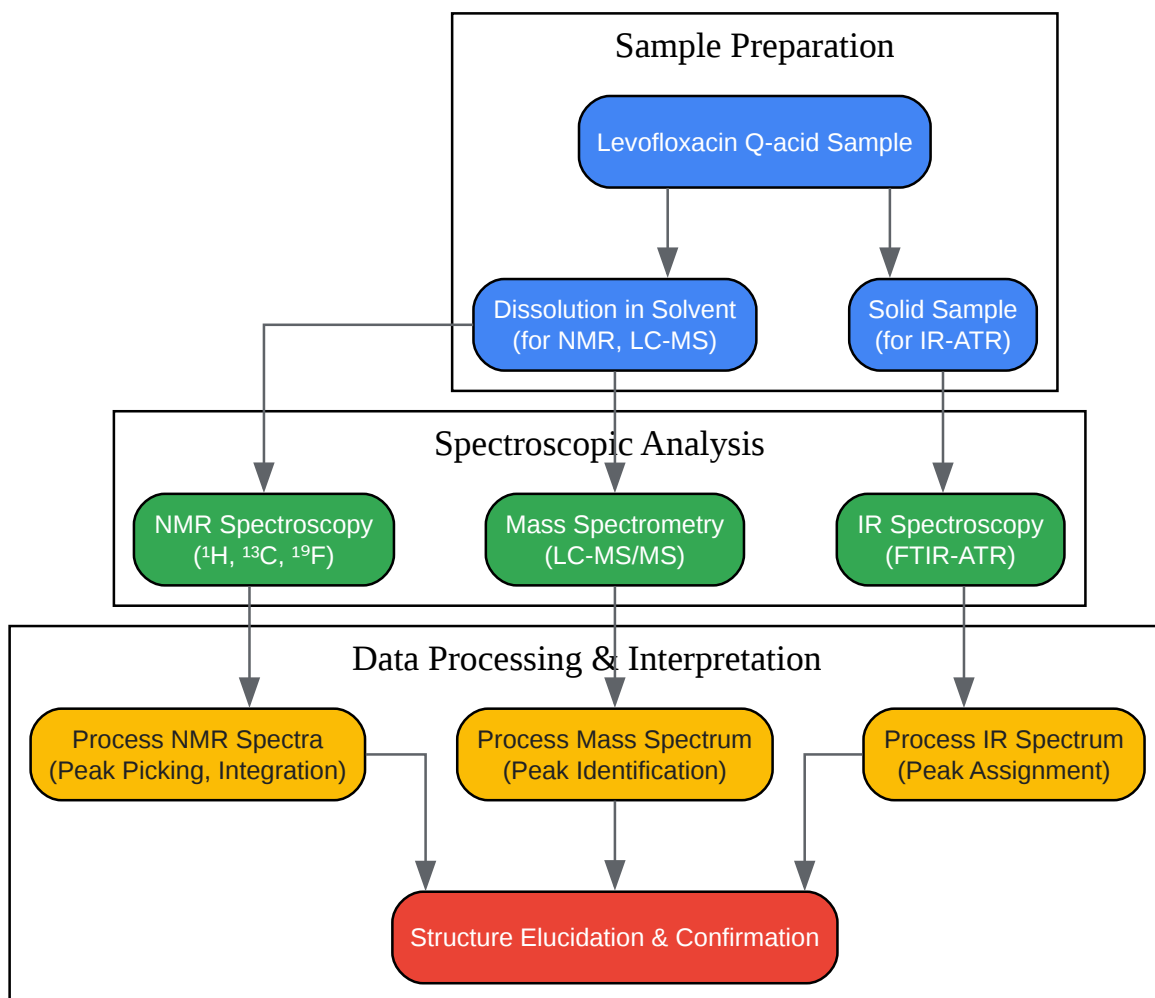 Sample Preparation
Levofloxacin Q-acid Sample
Dissolution in Solvent
(for NMR, LC-MS)
Solid Sample
(for IR-ATR)
Spectroscopic Analysis
NMR Spectroscopy
(¹H, ¹³C, ¹⁹F)
Mass Spectrometry
(LC-MS/MS)
IR Spectroscopy
(FTIR-ATR)
Data Processing & Interpretation
Process NMR Spectra
(Peak Picking, Integration)
Process Mass Spectrum
(Peak Identification)
Process IR Spectrum
(Peak Assignment)
Structure Elucidation & Confirmation